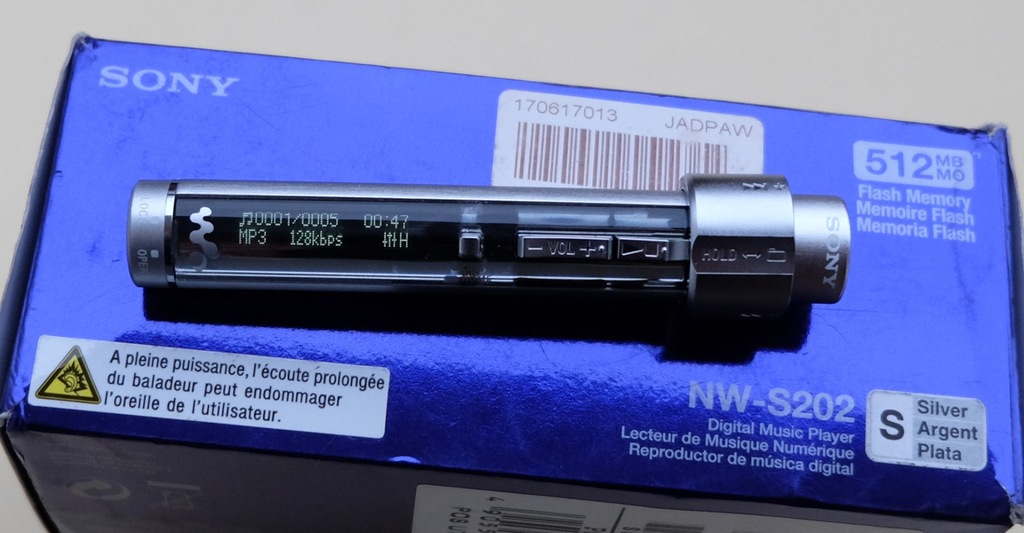 SONY
170617013 JADPAW
512 MB
MO
Flash Memory
Memoire Flash
Memoria Flash
0001/0005 00:47
MP3 128kbps H
VOL
HOLD
SONY
A pleine puissance, l'écoute prolongée
du baladeur peut endommager
l'oreille de l'utilisateur.
NW-S202
Digital Music Player
Lecteur de Musique Numérique
Reproductor de música digital
S
Silver
Argent
Plata